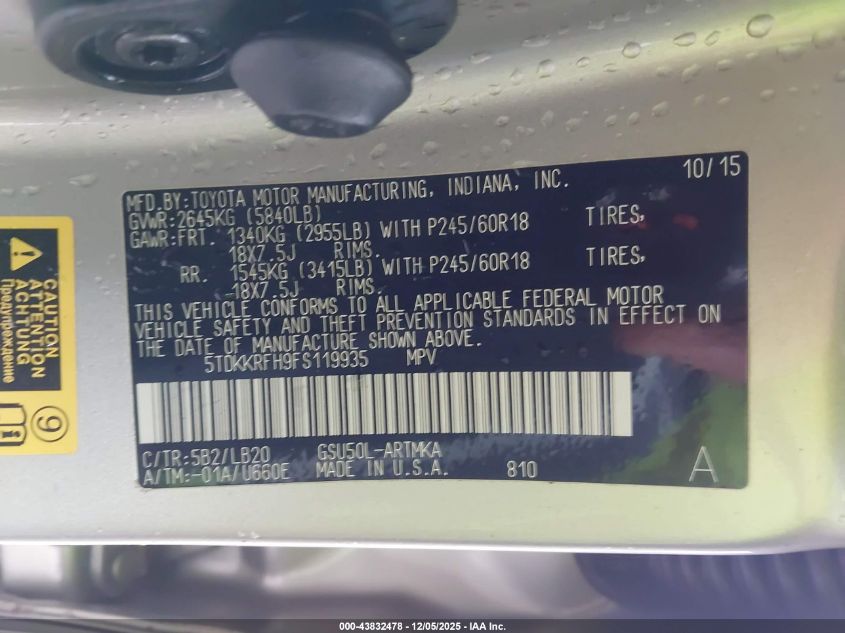 MFD.BY:TOYOTA MOTOR MANUFACTURING, INDIANA, INC. 10/15
GVWR:2645KG (5840LB)
GAWR:FRT. 1340KG (2955LB) WITH P245/60R18 TIRES,
18X7.5J RIMS.
RR. 1545KG (3415LB) WITH P245/60R18 TIRES,
18X7.5J RIMS.
THIS VEHICLE CONFORMS TO ALL APPLICABLE FEDERAL MOTOR
VEHICLE SAFETY AND THEFT PREVENTION STANDARDS IN EFFECT ON
THE DATE OF MANUFACTURE SHOWN ABOVE.
5TDKKRFH9FS119935 MPV
C/TR:5B2/LB20 GSU50L-ARTMKA
A/TM:-01A/U660E MADE IN U.S.A. 810 A
CAUTION
ATTENTION
ACHTUNG
Предупреждение
9
000-43832478 - 12/05/2025 - IAA Inc.